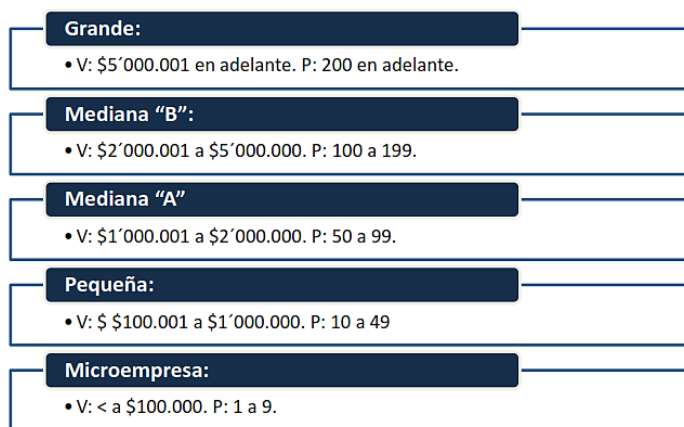 Grande:
• V: $5´000.001 en adelante. P: 200 en adelante.
Mediana “B”:
• V: $2´000.001 a $5´000.000. P: 100 a 199.
Mediana “A”
• V: $1´000.001 a $2´000.000. P: 50 a 99.
Pequeña:
• V: $ $100.001 a $1´000.000. P: 10 a 49
Microempresa:
• V: < a $100.000. P: 1 a 9.